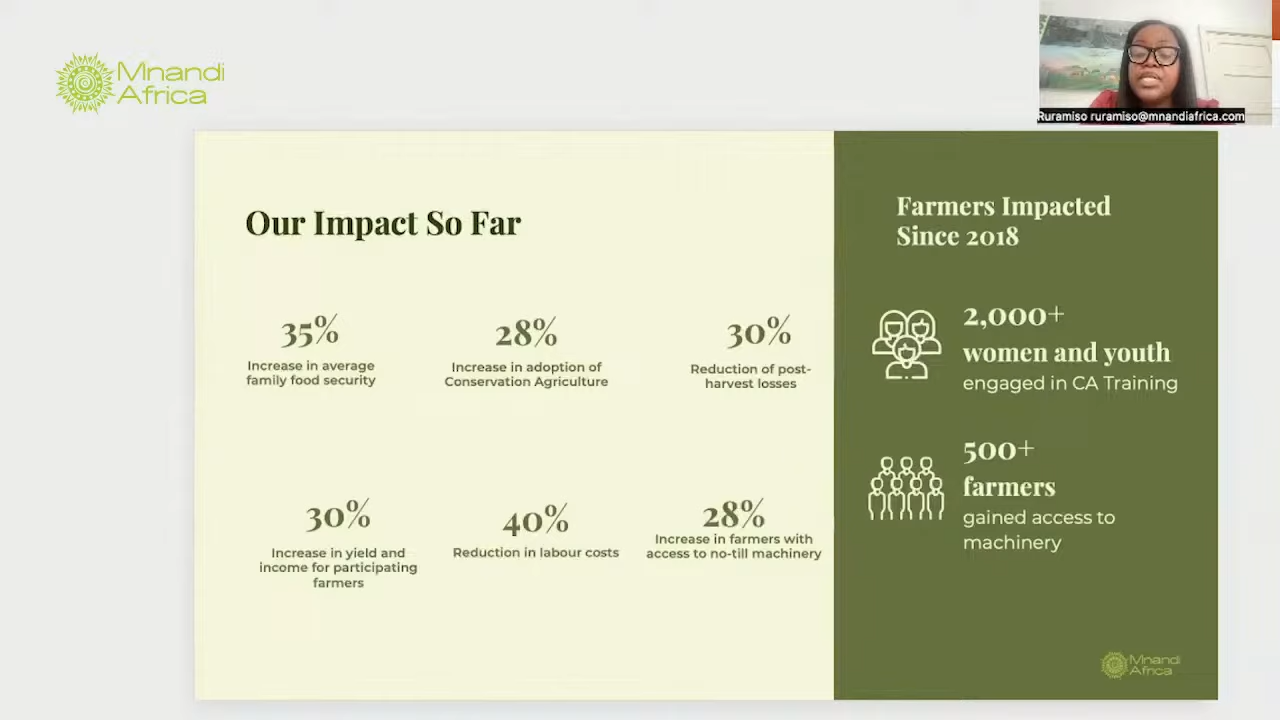 Mnandi
Africa
Ruramiso ruramiso@mnandiafrica.com
Our Impact So Far
35%
Increase in average
family food security
28%
Increase in adoption of
Conservation Agriculture
30%
Reduction of post-
harvest losses
30%
Increase in yield and
income for participating
farmers
40%
Reduction in labour costs
28%
Increase in farmers with
access to no-till machinery
Farmers Impacted
Since 2018
2,000+
women and youth
engaged in CA Training
500+
farmers
gained access to
machinery
Mnandi
Africa